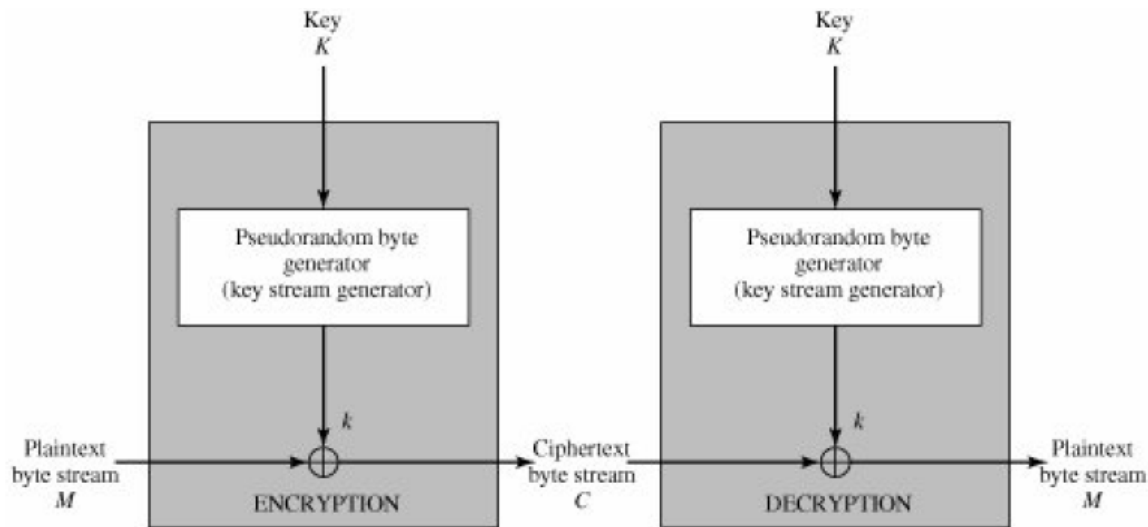 Key
K
Key
K
Pseudorandom byte
generator
(key stream generator)
Pseudorandom byte
generator
(key stream generator)
k
k
Plaintext
byte stream
M
ENCRYPTION
Ciphertext
byte stream
C
DECRYPTION
Plaintext
byte stream
M